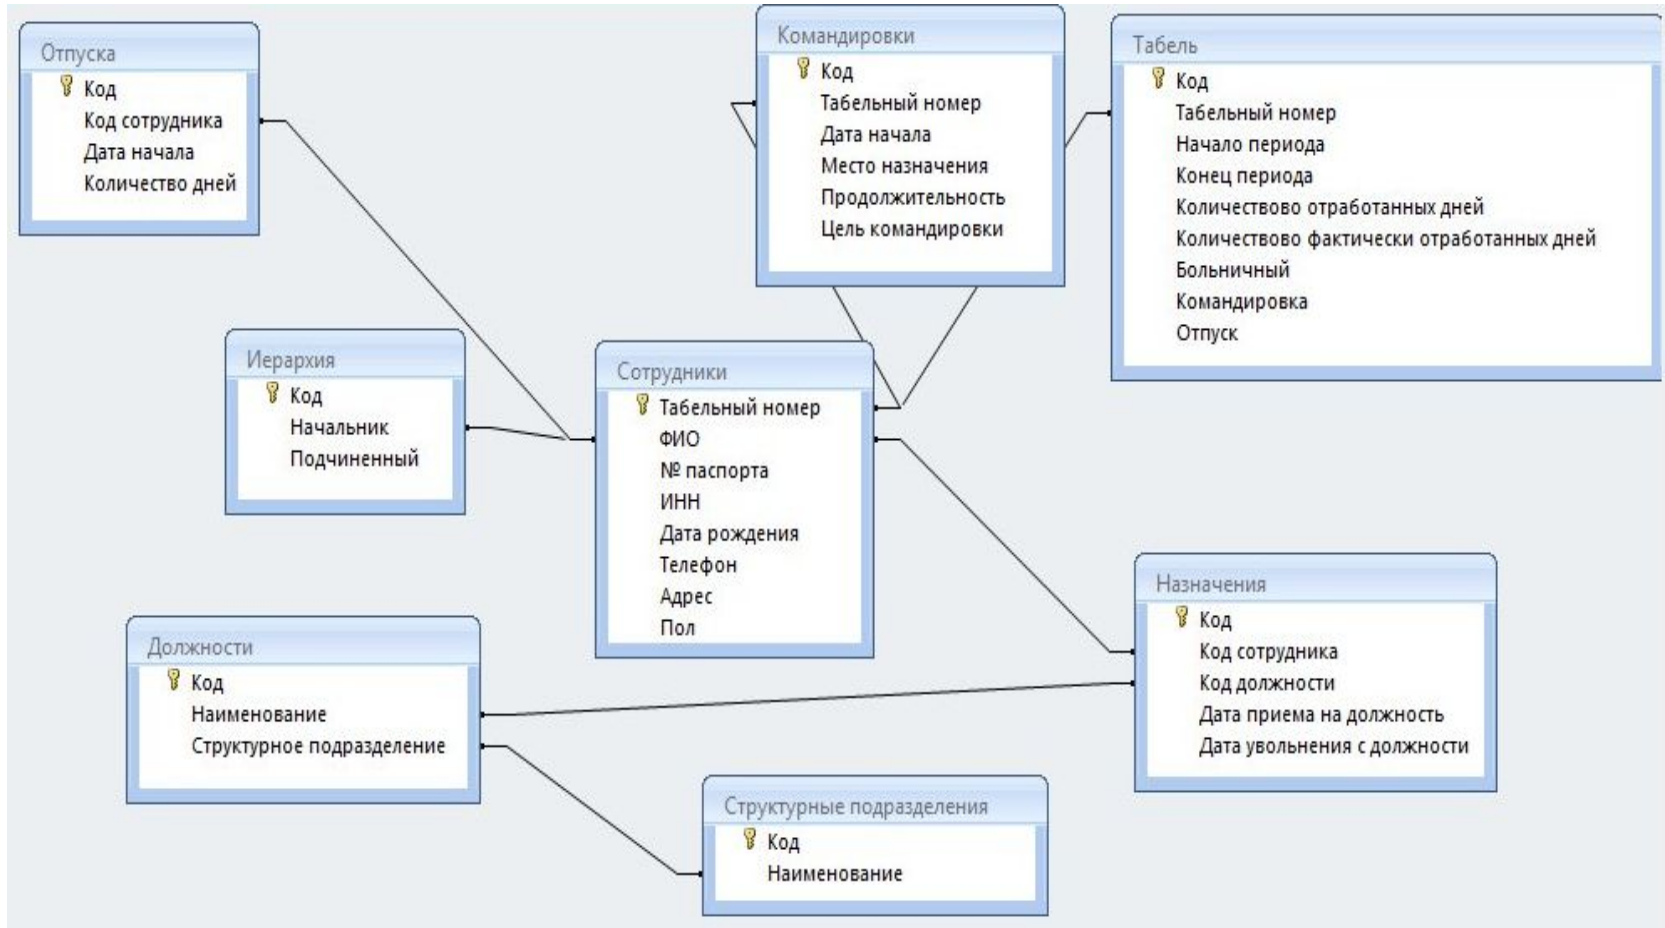 Отпуска
Код
Код сотрудника
Дата начала
Количество дней
Командировки
Код
Табельный номер
Дата начала
Место назначения
Продолжительность
Цель командировки
Табель
Код
Табельный номер
Начало периода
Конец периода
Количествово отработанных дней
Количествово фактически отработанных дней
Больничный
Командировка
Отпуск
Иерархия
Код
Начальник
Подчиненный
Сотрудники
Табельный номер
ФИО
№ паспорта
ИНН
Дата рождения
Телефон
Адрес
Пол
Назначения
Код
Код сотрудника
Код должности
Дата приема на должность
Дата увольнения с должности
Должности
Код
Наименование
Структурное подразделение
Структурные подразделения
Код
Наименование